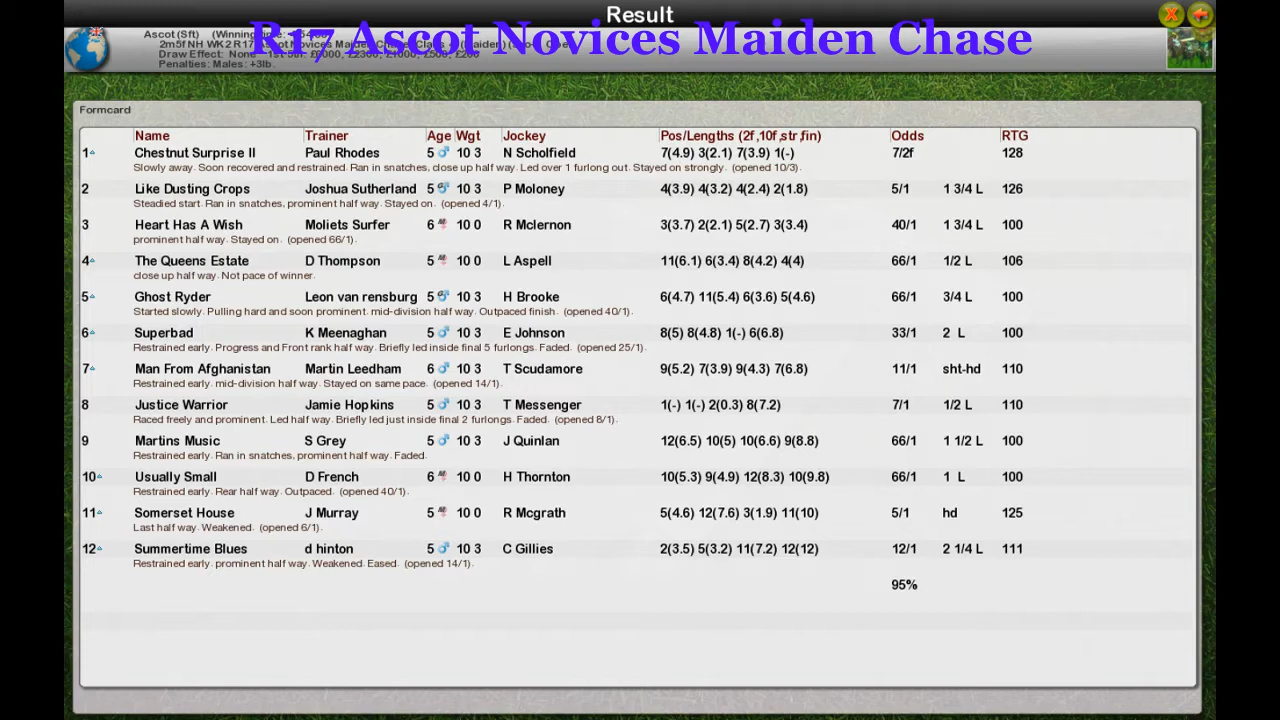 Result
R17 Ascot Novices Maiden Chase
Ascot (Sft) (Winning time:
2m5f NH WK2 R17 Ascot Novices Maiden Chase
Draw Effect: None 1st-5th: £6000, £2300, £1000, £500, £200
Penalties: Males: +3lb.
Formcard
Name Trainer Age Wgt Jockey Pos/Lengths (2f,10f,str,fin) Odds RTG
1 Chestnut Surprise II Paul Rhodes 5 10 3 N Scholfield 7(4.9) 3(2.1) 7(3.9) 1(-) 7/2f 128
Slowly away. Soon recovered and restrained. Ran in snatches, close up half way. Led over 1 furlong out. Stayed on strongly. (opened 10/3).
2 Like Dusting Crops Joshua Sutherland 5 10 3 P Moloney 4(3.9) 4(3.2) 4(2.4) 2(1.8) 5/1 1 3/4 L 126
Steadied start. Ran in snatches, prominent half way. Stayed on. (opened 4/1).
3 Heart Has A Wish Moliets Surfer 6 10 0 R Mclernon 3(3.7) 2(2.1) 5(2.7) 3(3.4) 40/1 1 3/4 L 100
prominent half way. Stayed on. (opened 66/1).
4 The Queens Estate D Thompson 5 10 0 L Aspell 11(6.1) 6(3.4) 8(4.2) 4(4) 66/1 1/2 L 106
close up half way. Not pace of winner.
5 Ghost Ryder Leon van rensburg 5 10 3 H Brooke 6(4.7) 11(5.4) 6(3.6) 5(4.6) 66/1 3/4 L 100
Started slowly. Pulling hard and soon prominent. mid-division half way. Outpaced finish. (opened 40/1).
6 Superbad K Meenaghan 5 10 3 E Johnson 8(5) 8(4.8) 1(-) 6(6.8) 33/1 2 L 100
Restrained early. Progress and Front rank half way. Briefly led inside final 5 furlongs. Faded. (opened 25/1).
7 Man From Afghanistan Martin Leedham 6 10 3 T Scudamore 9(5.2) 7(3.9) 9(4.3) 7(6.8) 11/1 sht-hd 110
Restrained early. mid-division half way. Stayed on same pace. (opened 14/1).
8 Justice Warrior Jamie Hopkins 5 10 3 T Messenger 1(-) 1(-) 2(0.3) 8(7.2) 7/1 1/2 L 110
Raced freely and prominent. Led half way. Briefly led just inside final 2 furlongs. Faded. (opened 8/1).
9 Martins Music S Grey 5 10 3 J Quinlan 12(6.5) 10(5) 10(6.6) 9(8.8) 66/1 1 1/2 L 100
Restrained early. Ran in snatches, prominent half way. Faded.
10 Usually Small D French 6 10 0 H Thornton 10(5.3) 9(4.9) 12(8.3) 10(9.8) 66/1 1 L 100
Restrained early. Rear half way. Outpaced. (opened 40/1).
11 Somerset House J Murray 5 10 0 R Mcgrath 5(4.6) 12(7.6) 3(1.9) 11(10) 5/1 hd 125
Last half way. Weakened. (opened 6/1).
12 Summertime Blues d hinton 5 10 3 C Gillies 2(3.5) 5(3.2) 11(7.2) 12(12) 12/1 2 1/4 L 111
Restrained early. prominent half way. Weakened. Eased. (opened 14/1).
95%